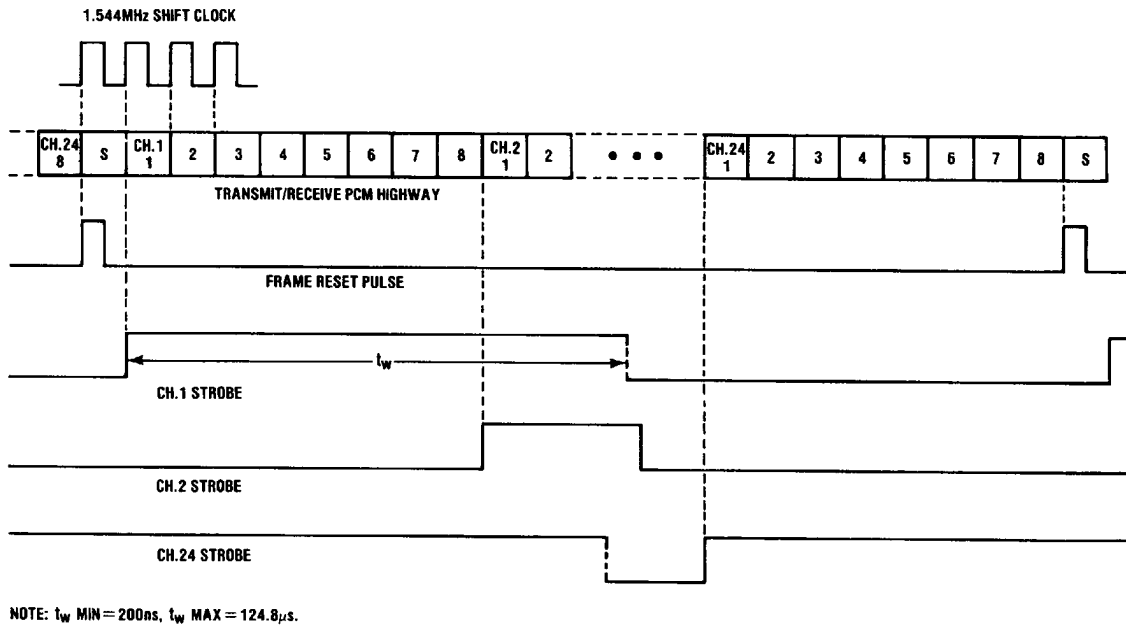 1.544MHz SHIFT CLOCK
CH.24 8 S CH.1 1 2 3 4 5 6 7 8 CH.2 1 2 • • • CH.24 1 2 3 4 5 6 7 8 S
TRANSMIT/RECEIVE PCM HIGHWAY
FRAME RESET PULSE
tw
CH.1 STROBE
CH.2 STROBE
CH.24 STROBE
NOTE: tw MIN=200ns, tw MAX=124.8μs.